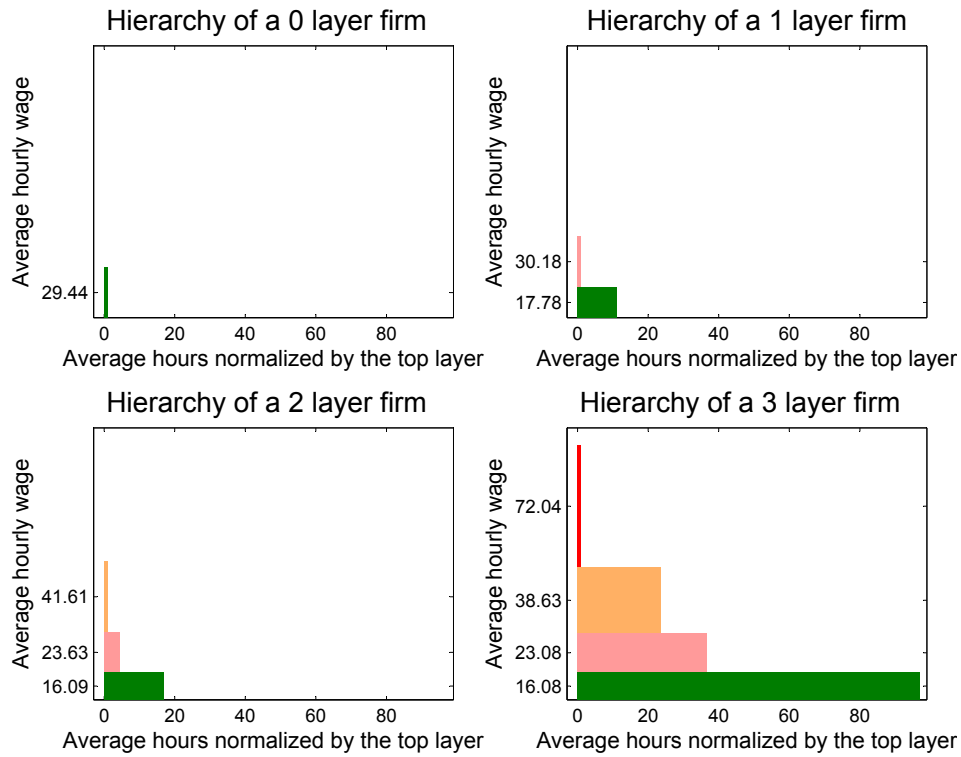 Hierarchy of a 0 layer firm
Average hourly wage
29.44
0 20 40 60 80
Average hours normalized by the top layer
Hierarchy of a 1 layer firm
Average hourly wage
30.18
17.78
0 20 40 60 80
Average hours normalized by the top layer
Hierarchy of a 2 layer firm
Average hourly wage
41.61
23.63
16.09
0 20 40 60 80
Average hours normalized by the top layer
Hierarchy of a 3 layer firm
Average hourly wage
72.04
38.63
23.08
16.08
0 20 40 60 80
Average hours normalized by the top layer